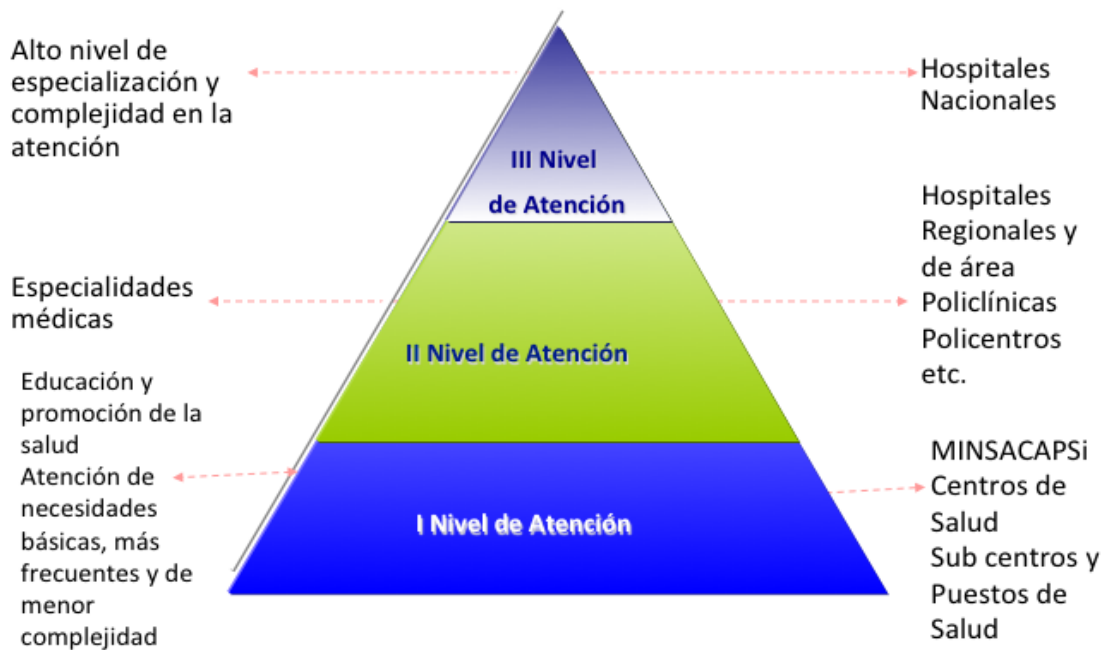 Alto nivel de
especialización y
complejidad en la
atención
Hospitales
Nacionales
III Nivel
de Atención
Hospitales
Regionales y
de área
Policlínicas
Policentros
etc.
Especialidades
médicas
II Nivel de Atención
Educación y
promoción de la
salud
Atención de
necesidades
básicas, más
frecuentes y de
menor
complejidad
I Nivel de Atención
MINSACAPSi
Centros de
Salud
Sub centros y
Puestos de
Salud